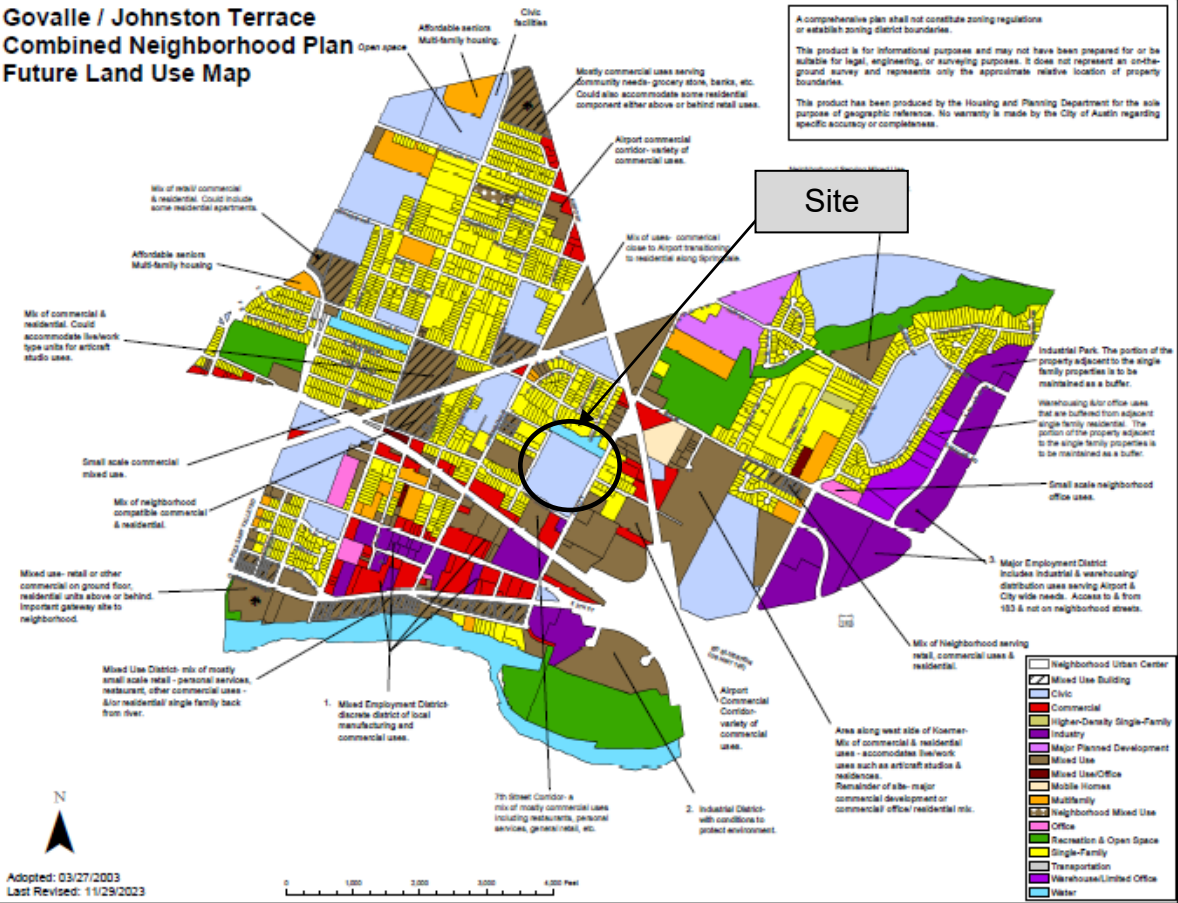 Govalle / Johnston Terrace
Combined Neighborhood Plan
Future Land Use Map
Open space
Affordable seniors
Multi-family housing.
Civic
facilities
Mostly commercial uses serving
community needs- grocery store, banks, etc.
Could also accommodate some residential
component either above or behind retail uses.
A comprehensive plan shall not constitute zoning regulations
or establish zoning district boundaries.
This product is for informational purposes and may not have been prepared for or be
suitable for legal, engineering, or surveying purposes. It does not represent an on-the-
ground survey and represents only the approximate relative location of property
boundaries.
This product has been produced by the Housing and Planning Department for the sole
purpose of geographic reference. No warranty is made by the City of Austin regarding
specific accuracy or completeness.
Airport commercial
corridor- variety of
commercial uses.
Site
Mix of retail/ commercial
& residential. Could include
some residential apartments.
Mix of uses- commerical
close to Airport transitioning
to residential along Springdale.
Affordable seniors
Multi-family housing
Mix of commercial &
residential. Could
accommodate live/work
type units for art/craft
studio uses.
Industrial Park. The portion of the
property adjacent to the single
family properties is to be
maintained as a buffer.
Warehousing &/or office uses
that are buffered from adjacent
single family residential. The
portion of the property adjacent
to the single family properties is
to be maintained as a buffer.
Small scale commercial
mixed use.
Small scale neighborhood
office uses.
Mix of neighborhood
compatible commercial
& residential.
Mixed use- retail or other
commercial on ground floor,
residential units above or behind.
Important gateway site to
neighborhood.
3. Major Employment District
includes industrial & warehousing/
distribution uses serving Airport &
City wide needs. Access to & from
183 & not on neighborhood streets.
183
Mix of Neighborhood serving
retail, commercial uses &
residential.
Mixed Use District- mix of mostly
small scale retail - personal services,
restaurant, other commercial uses -
&/or residential/ single family back
from river.
1. Mixed Employment District-
discrete district of local
manufacturing and
commercial uses.
Airport
Commercial
Corridor-
variety of
commercial
uses.
Area along west side of Koerner-
Mix of commercial & residential
uses - accomodates live/work
uses such as art/craft studios &
residences.
Remainder of site- major
commercial development or
commercial/ office/ residential mix.
7th Street Corridor- a
mix of mostly commercial uses
including restaurants, personal
services, general retail, etc.
2. Industrial District-
with conditions to
protect environment.
Neighborhood Urban Center
Mixed Use Building
Civic
Commercial
Higher-Density Single-Family
Industry
Major Planned Development
Mixed Use
Mixed Use/Office
Mobile Homes
Multifamily
Neighborhood Mixed Use
Office
Recreation & Open Space
Single-Family
Transportation
Warehouse/Limited Office
Water
N
Adopted: 03/27/2003
Last Revised: 11/29/2023
0 1,000 2,000 3,000 4,000 Feet